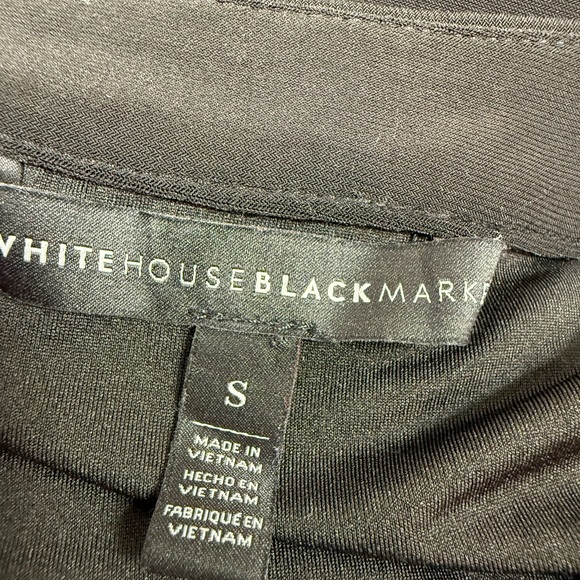 WHITEHOUSEBLACKMARKE
S
MADE IN
VIETNAM
HECHO EN
VIETNAM
FABRIQUÉ EN
VIETNAM